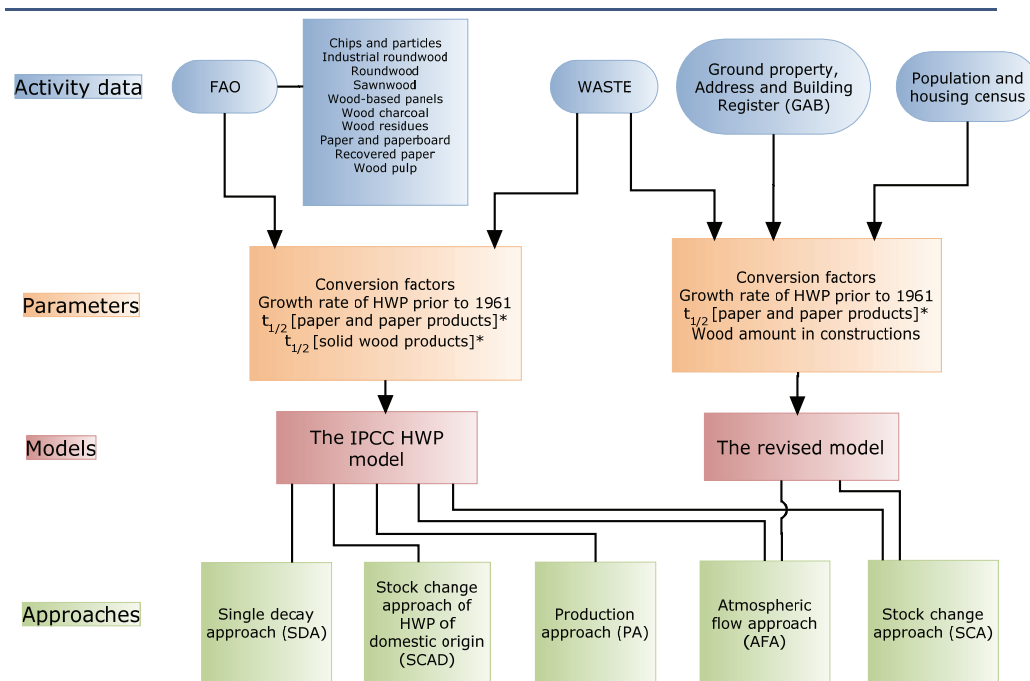 Activity data
FAO
Chips and particles
Industrial roundwood
Roundwood
Sawnwood
Wood-based panels
Wood charcoal
Wood residues
Paper and paperboard
Recovered paper
Wood pulp
WASTE
Ground property,
Address and Building
Register (GAB)
Population and
housing census
Parameters
Conversion factors
Growth rate of HWP prior to 1961
t1/2 [paper and paper products]*
t1/2 [solid wood products]*
Conversion factors
Growth rate of HWP prior to 1961
t1/2 [paper and paper products]*
Wood amount in constructions
Models
The IPCC HWP
model
The revised model
Approaches
Single decay
approach (SDA)
Stock change
approach of
HWP of
domestic origin
(SCAD)
Production
approach (PA)
Atmospheric
flow approach
(AFA)
Stock change
approach (SCA)